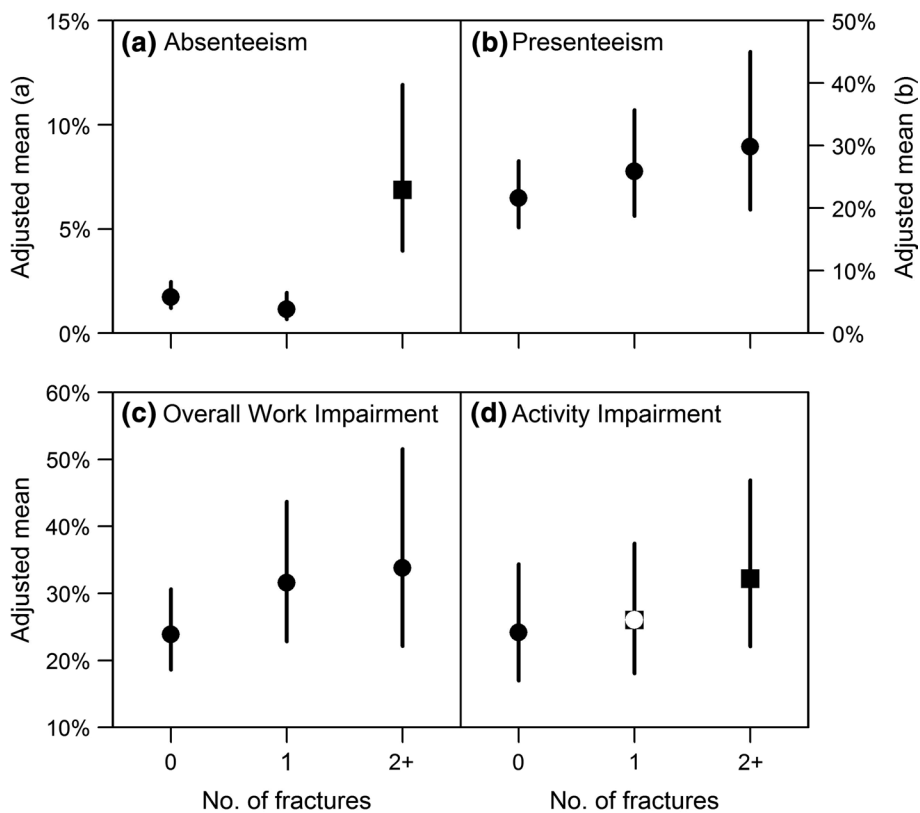 15%
10%
5%
0%
Adjusted mean (a)
(a) Absenteeism
(b) Presenteeism
50%
40%
30%
20%
10%
0%
Adjusted mean (b)
60%
50%
40%
30%
20%
10%
Adjusted mean
(c) Overall Work Impairment
(d) Activity Impairment
0 1 2+
0 1 2+
No. of fractures
No. of fractures